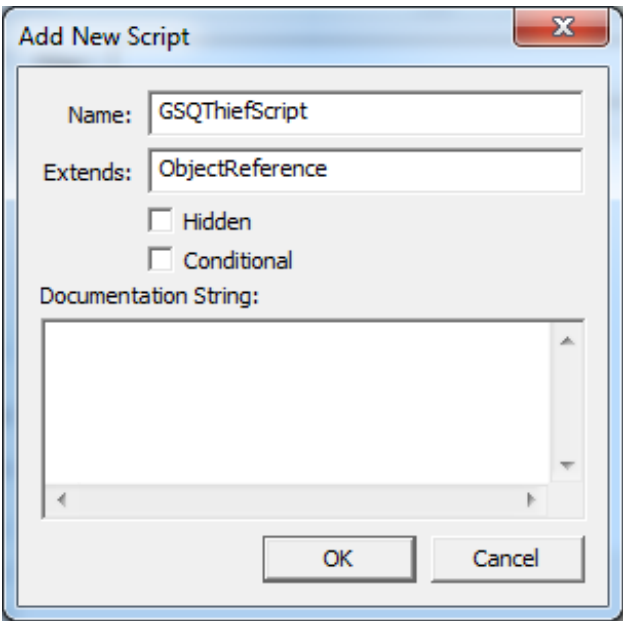 Add New Script
Name: GSQThiefScript
Extends: ObjectReference
Hidden
Conditional
Documentation String:
OK Cancel